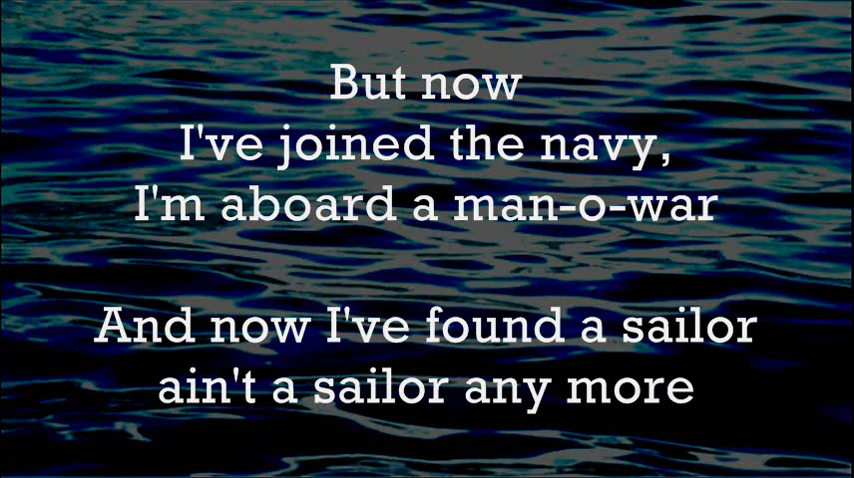 But now
I've joined the navy,
I'm aboard a man-o-war
And now I've found a sailor
ain't a sailor any more